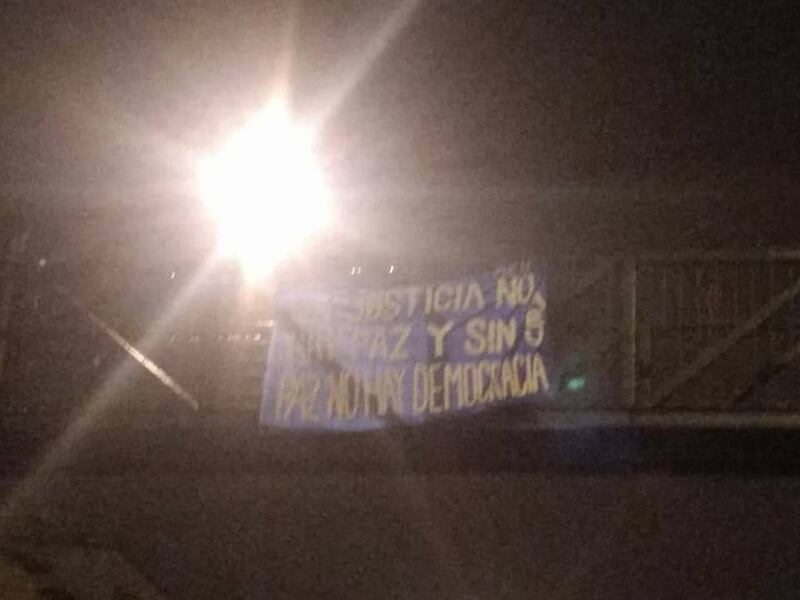 JUSTICIA NO
PAZ Y SIN
PAZ NO HAY DEMOCRACIA